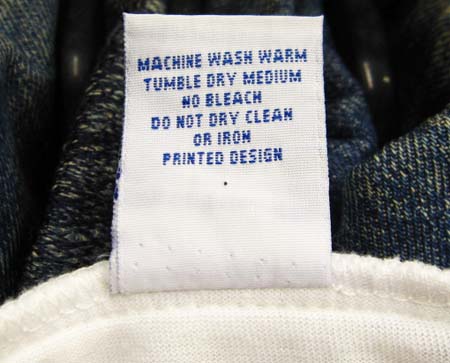 MACHINE WASH WARM
TUMBLE DRY MEDIUM
NO BLEACH
DO NOT DRY CLEAN
OR IRON
PRINTED DESIGN